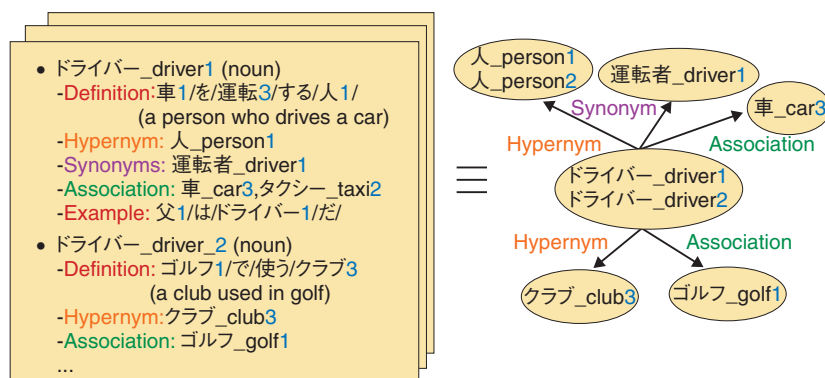 • ドライバー_driver1 (noun)
-Definition:車1/を/運転3/する/人1/
(a person who drives a car)
-Hypernym: 人_person1
-Synonyms: 運転者_driver1
-Association: 車_car3,タクシー_taxi2
-Example: 父1/は/ドライバー1/だ/
• ドライバー_driver_2 (noun)
-Definition: ゴルフ1/で/使う/クラブ3
(a club used in golf)
-Hypernym:クラブ_club3
-Association:ゴルフ_golf1
...
≡
人_person1
人_person2
運転者_driver1
車_car3
Synonym
Hypernym
Association
ドライバー_driver1
ドライバー_driver2
Hypernym
Association
クラブ_club3
ゴルフ_golf1